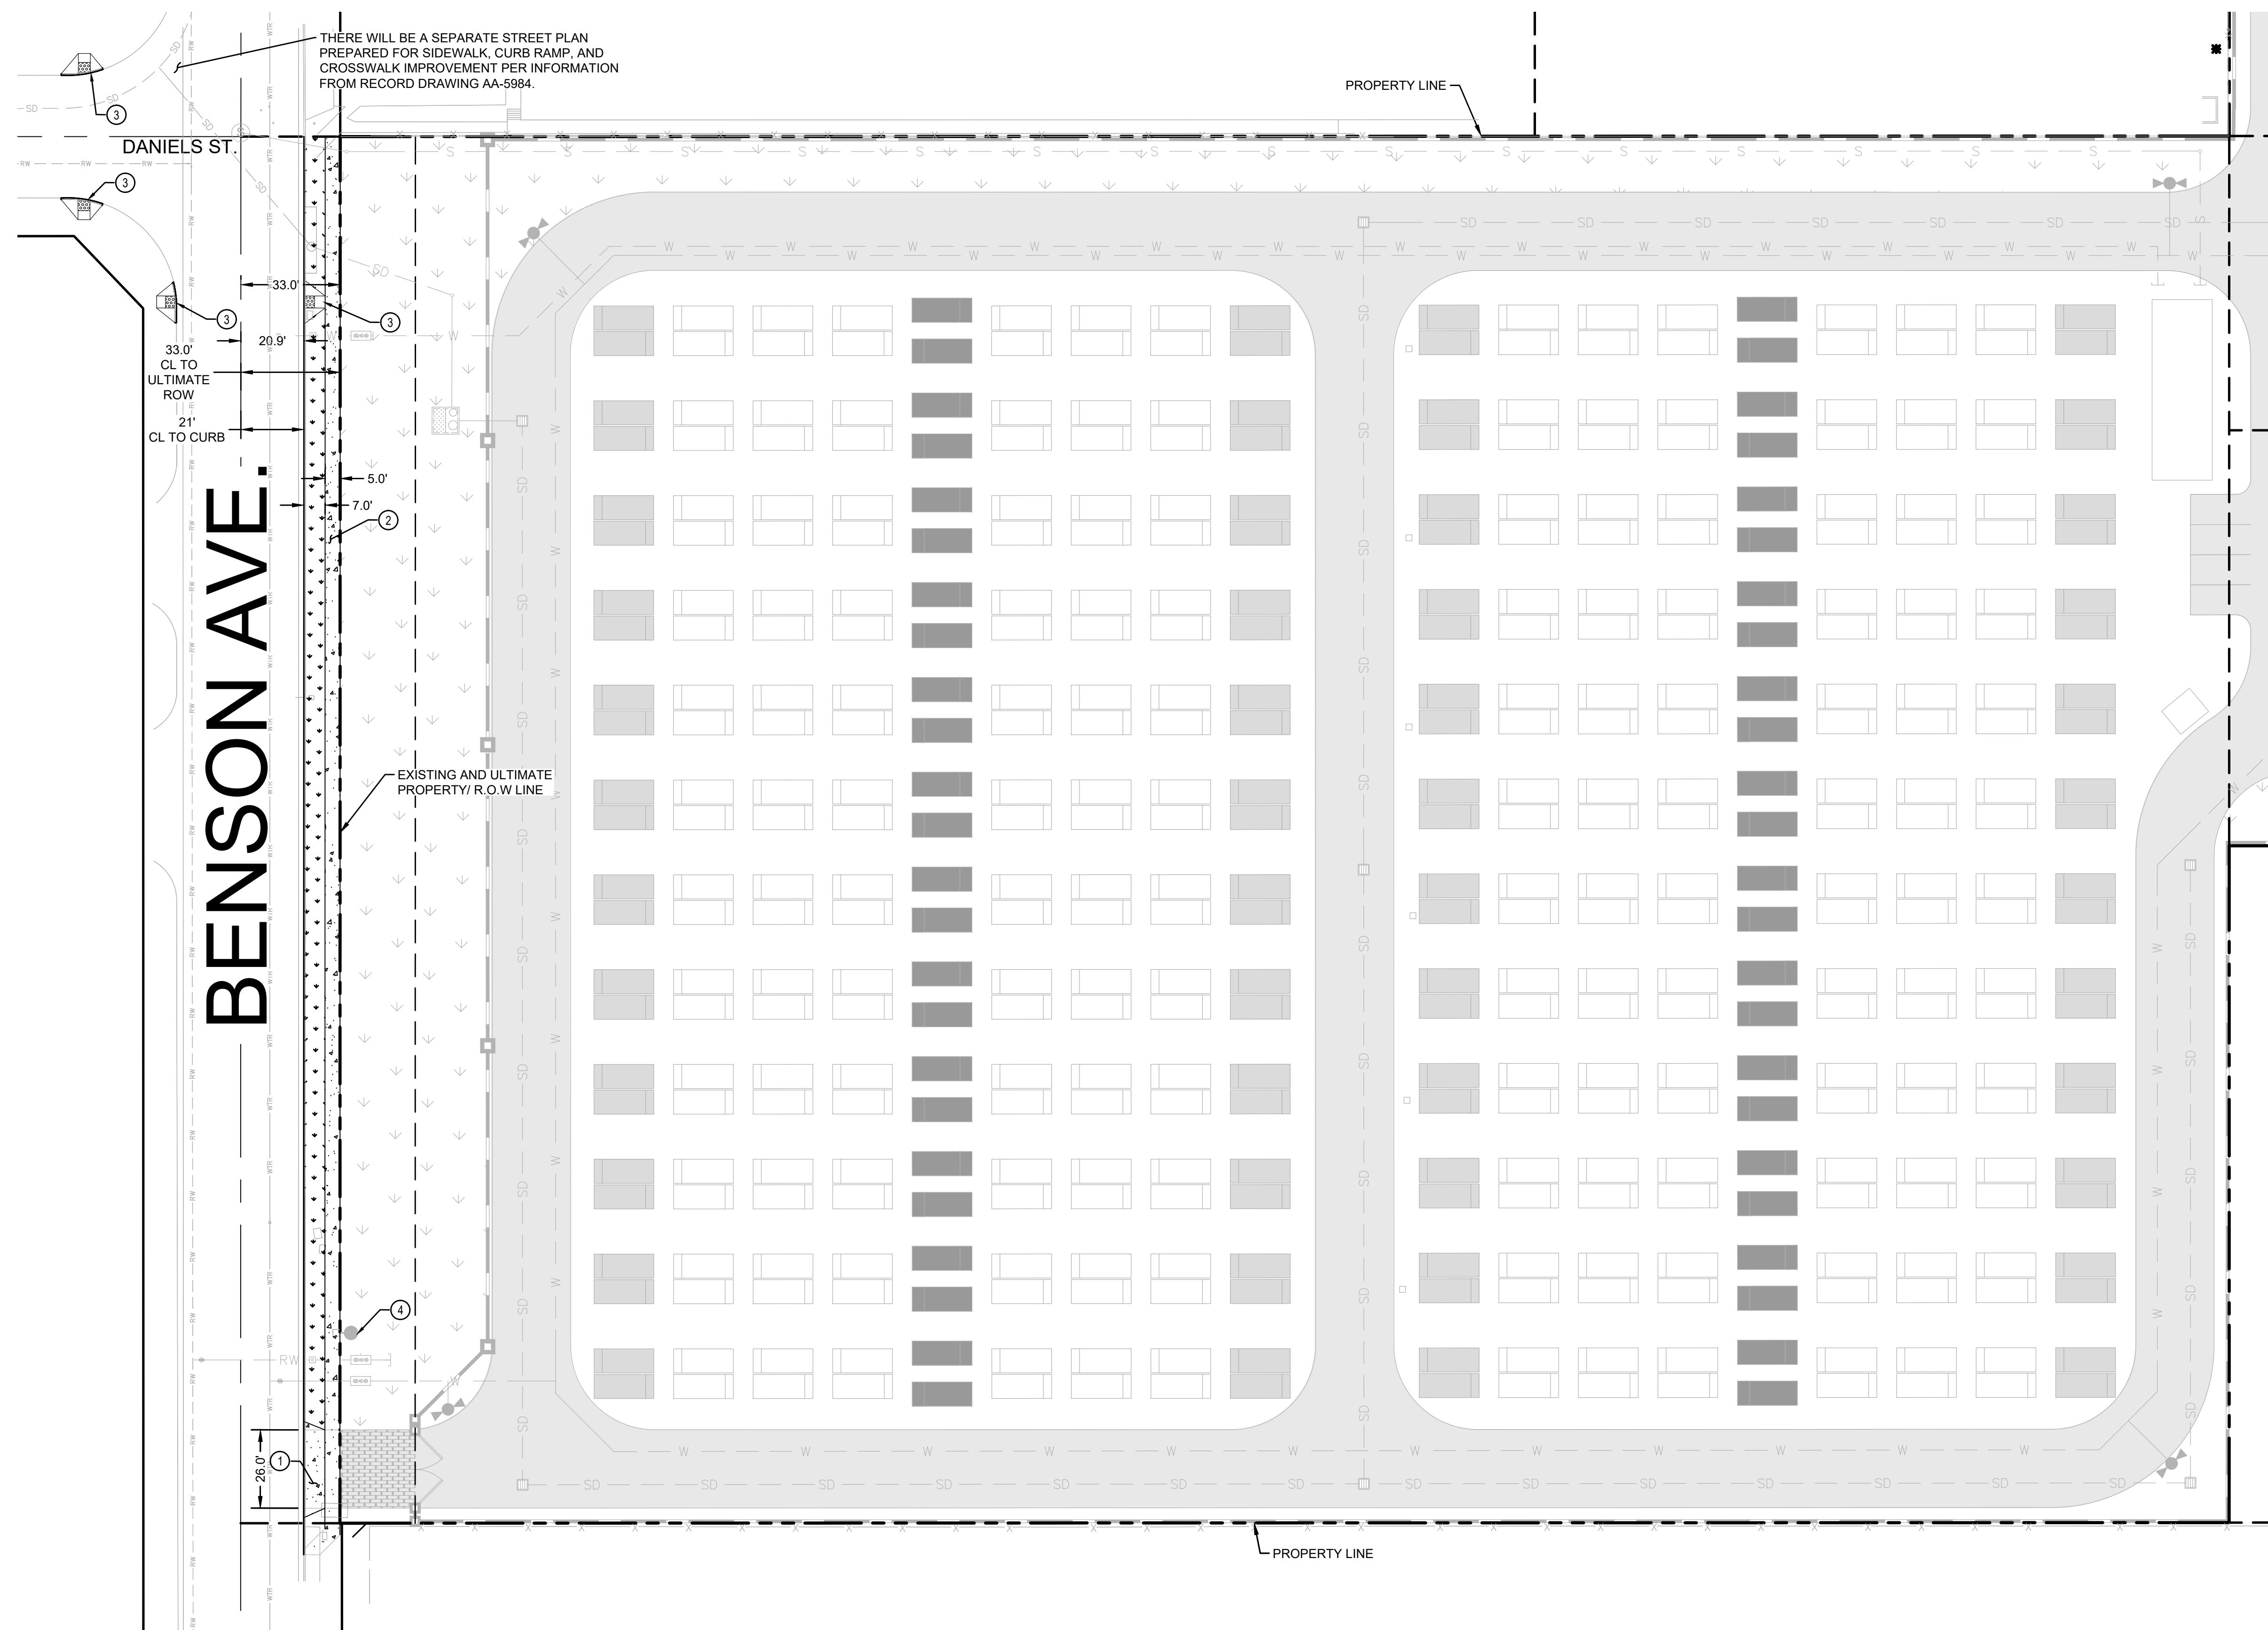 THERE WILL BE A SEPARATE STREET PLAN
PREPARED FOR SIDEWALK, CURB RAMP, AND
CROSSWALK IMPROVEMENT PER INFORMATION
FROM RECORD DRAWING AA-5984.
PROPERTY LINE
3
DANIELS ST.
3
33.0'
3
3
20.9'
33.0'
CL TO
ULTIMATE
ROW
21'
CL TO CURB
5.0'
7.0'
2
BENSON AVE.
EXISTING AND ULTIMATE
PROPERTY/ R.O.W LINE
4
26.0'
1
PROPERTY LINE